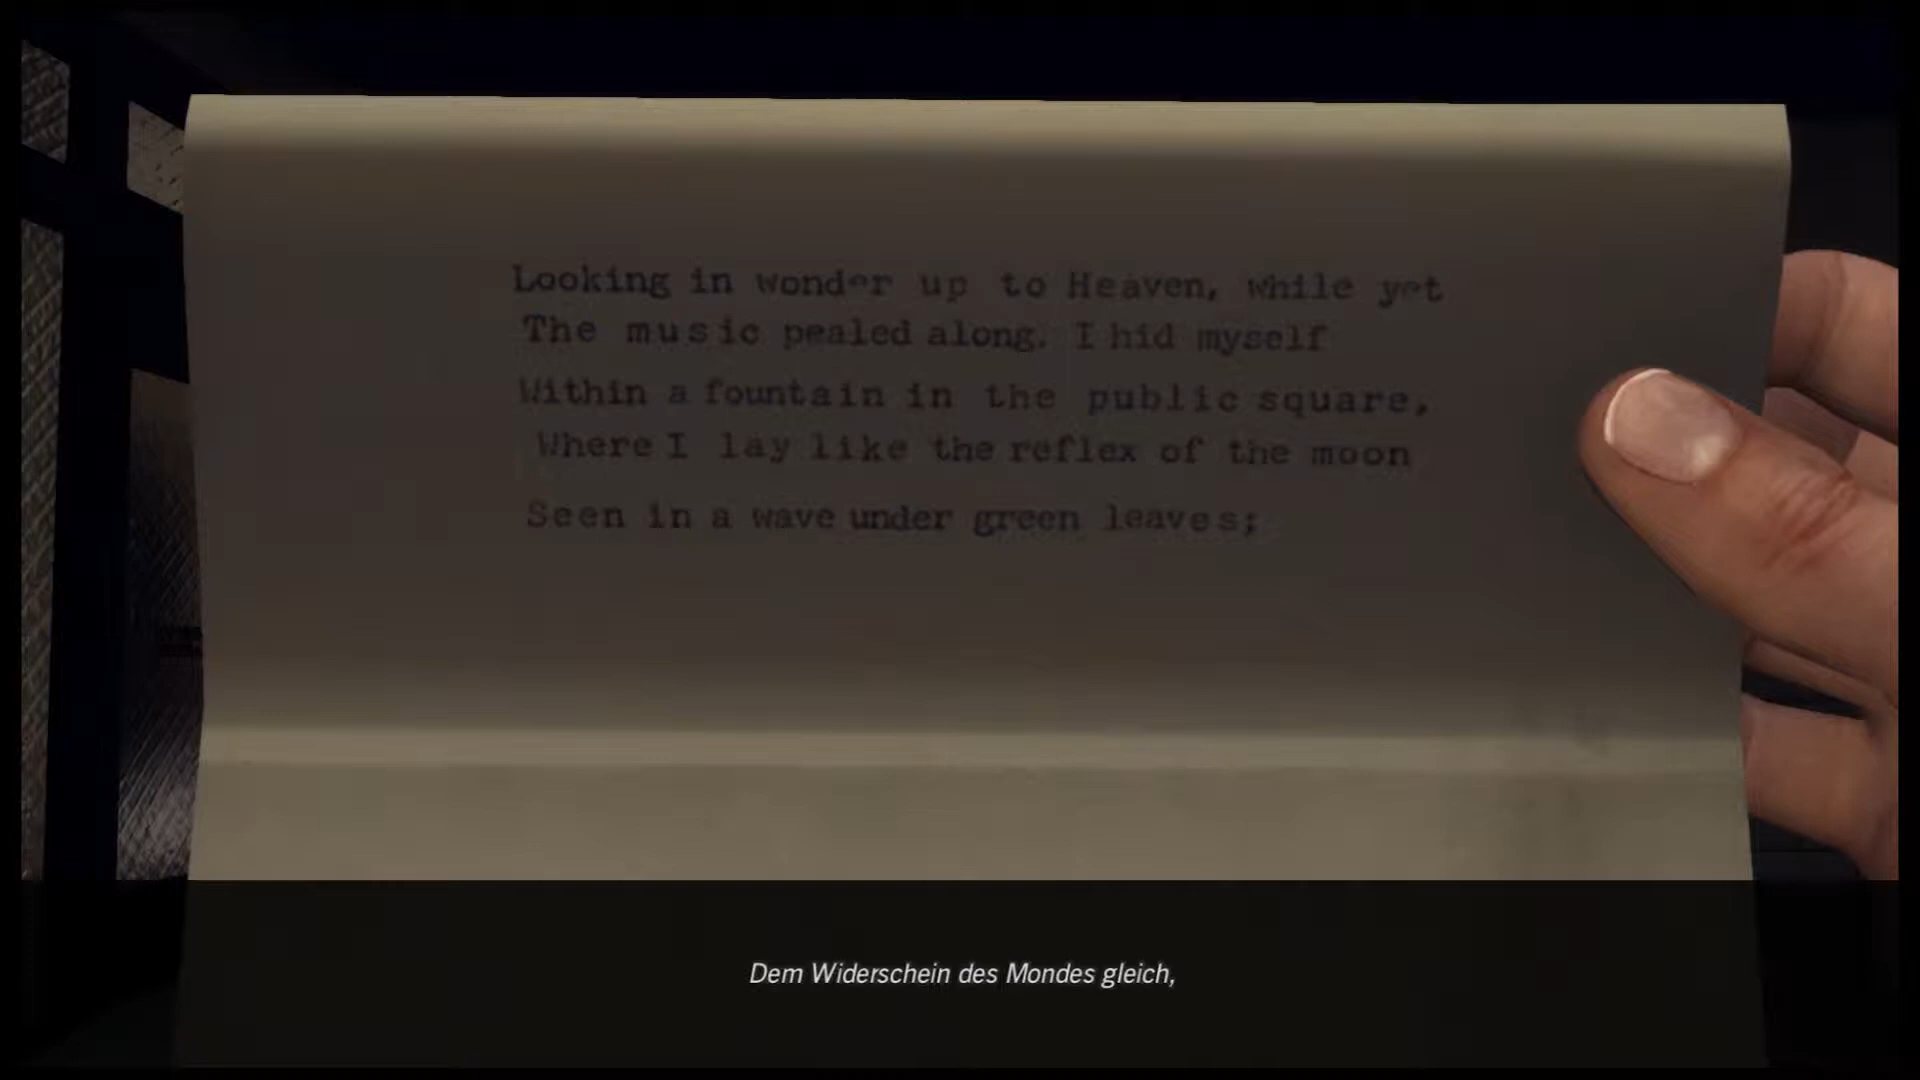 Looking in wonder up to Heaven, while yet
The music pealed along. I hid myself
Within a fountain in the public square,
Where I lay like the reflex of the moon
Seen in a wave under green leaves;
Dem Widerschein des Mondes gleich,